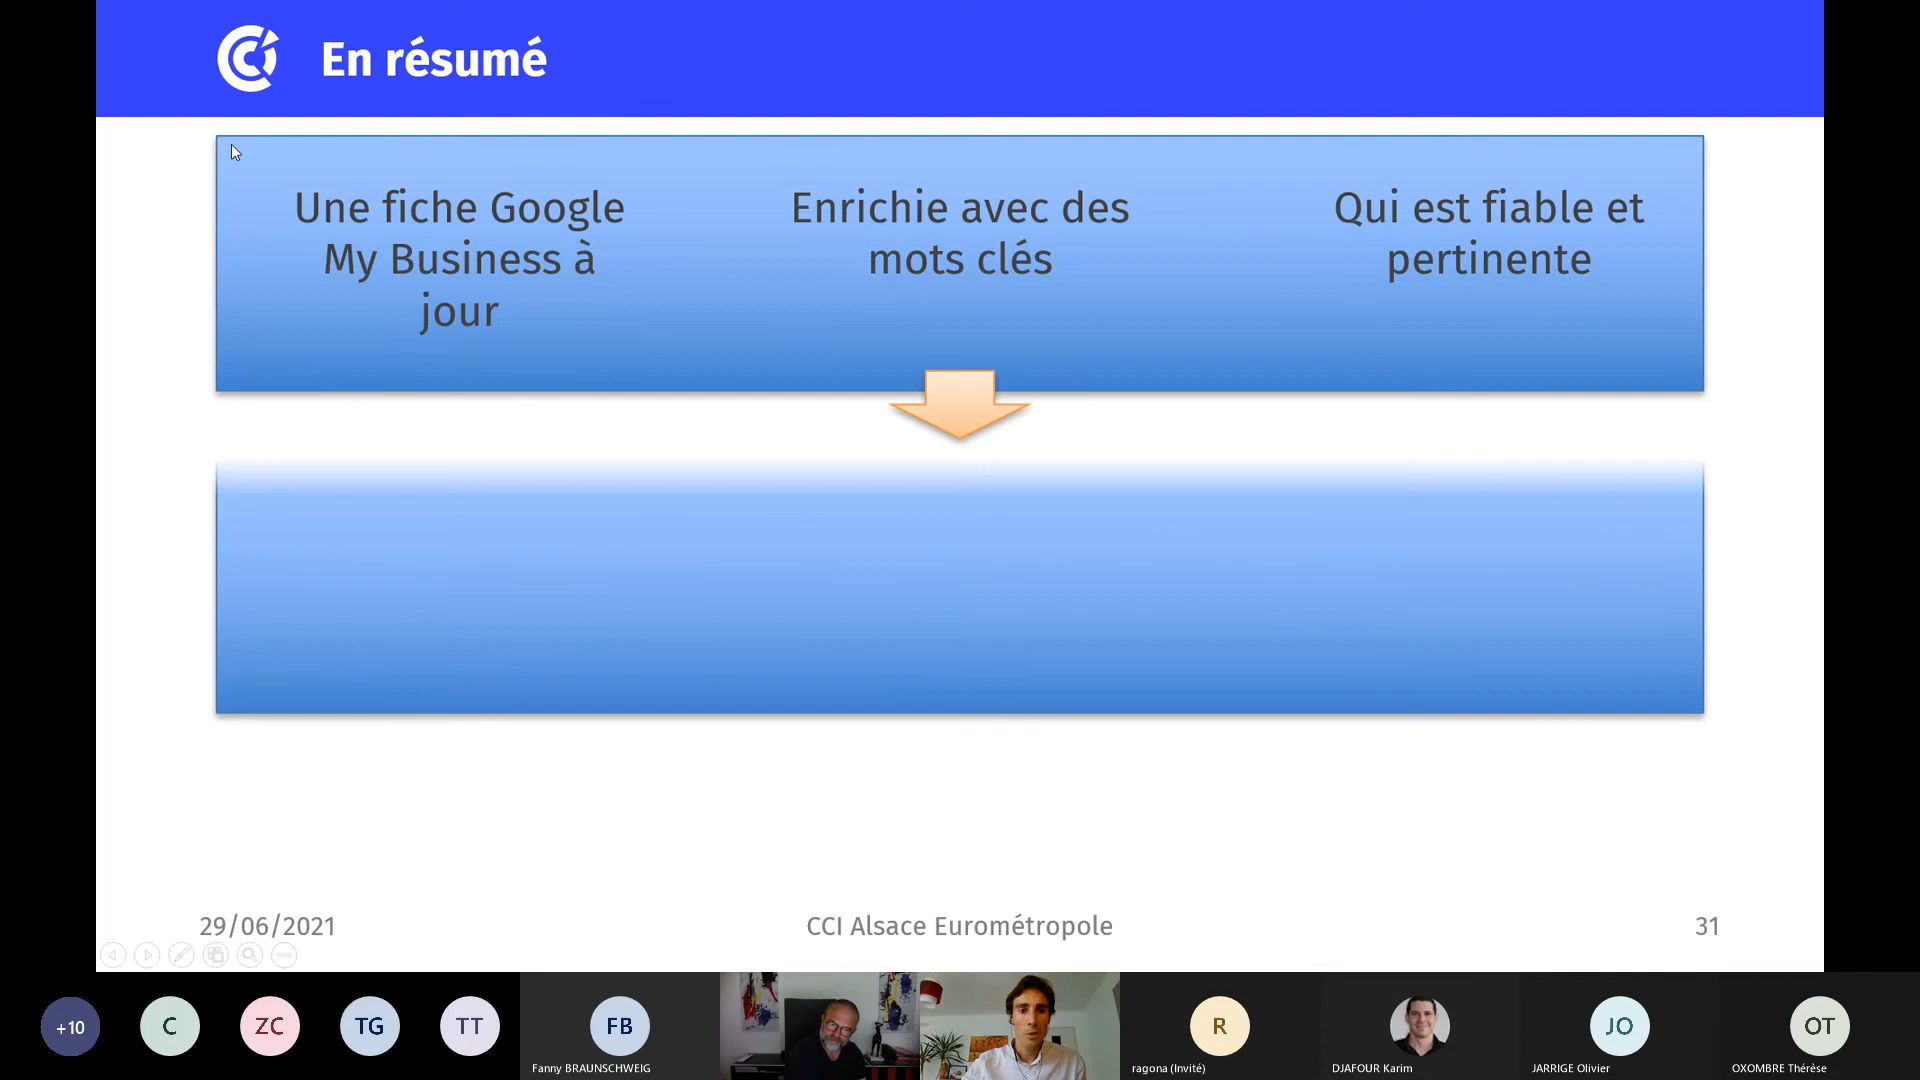 En résumé
Une fiche Google
My Business à
jour
Enrichie avec des
mots clés
Qui est fiable et
pertinente
29/06/2021
CCI Alsace Eurométropole
31
+10
C
ZC
TG
TT
FB
Fanny BRAUNSCHWEIG
R
ragona (Invité)
DJAFOUR Karim
JO
JARRIGE Olivier
OT
OXOMBRE Thérèse